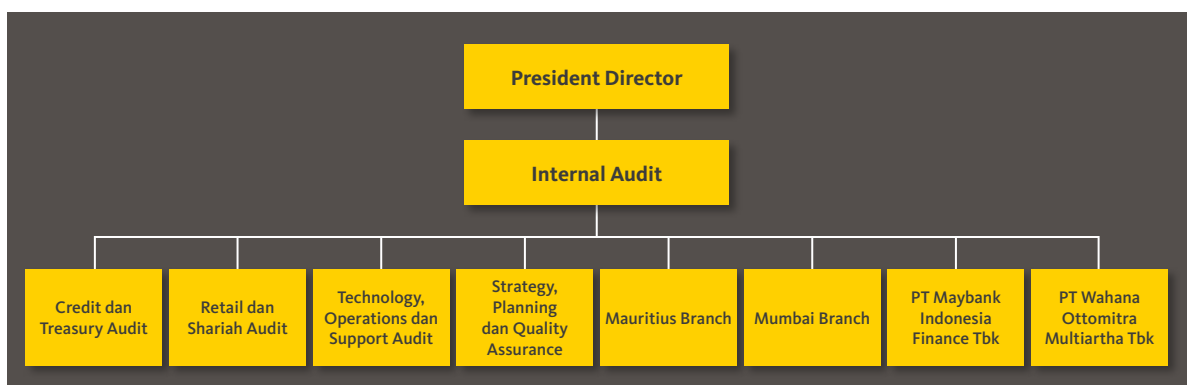 President Director
Internal Audit
Credit dan
Treasury Audit
Retail dan
Shariah Audit
Technology,
Operations dan
Support Audit
Strategy,
Planning
dan Quality
Assurance
Mauritius Branch
Mumbai Branch
PT Maybank
Indonesia
Finance Tbk
PT Wahana
Ottomitra
Multiartha Tbk